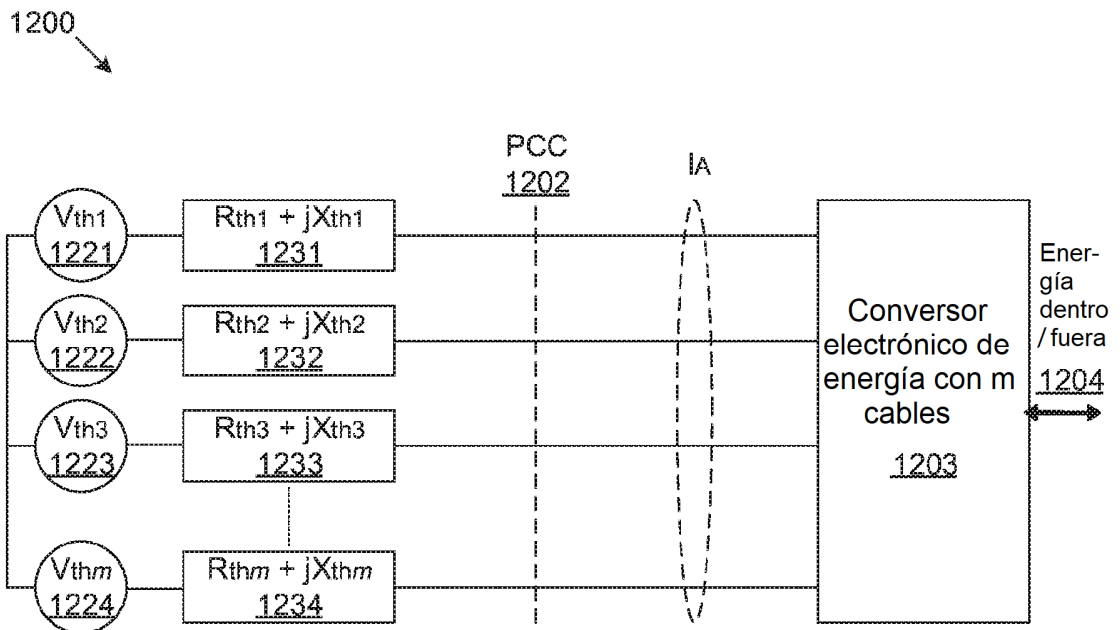 1200
PCC
1202
IA
Vth1
1221
Rth1 + jXth1
1231
Vth2
1222
Rth2 + jXth2
1232
Vth3
1223
Rth3 + jXth3
1233
Vthm
1224
Rthm + jXthm
1234
Conversor
electrónico de
energía con m
cables
1203
Ener-
gía
dentro
/ fuera
1204